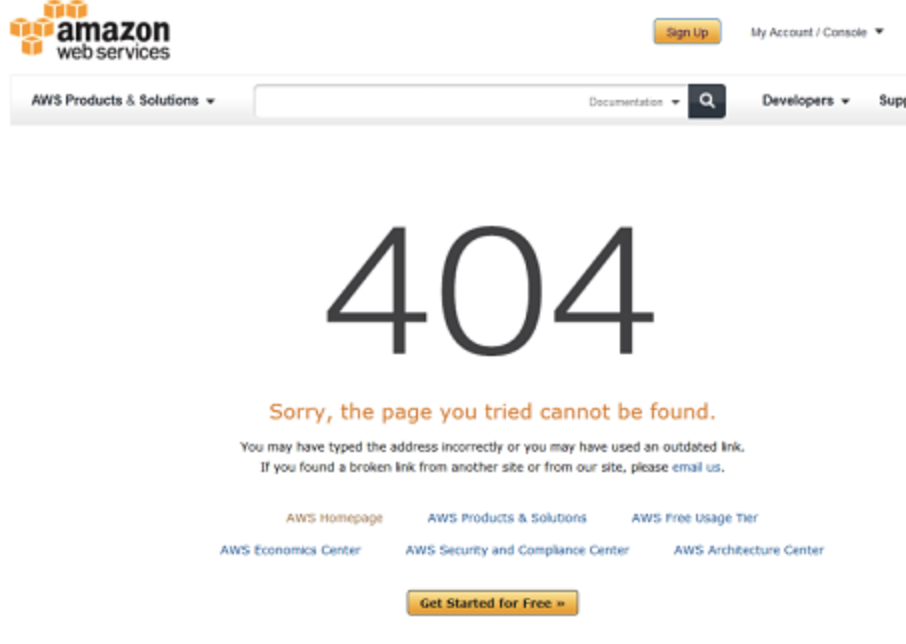 amazon
web services
Sign Up My Account / Console
AWS Products & Solutions Documentation Developers
404
Sorry, the page you tried cannot be found.
You may have typed the address incorrectly or you may have used an outdated link.
If you found a broken link from another site or from our site, please email us.
AWS Homepage AWS Products & Solutions AWS Free Usage Tier
AWS Economics Center AWS Security and Compliance Center AWS Architecture Center
Get Started for Free »